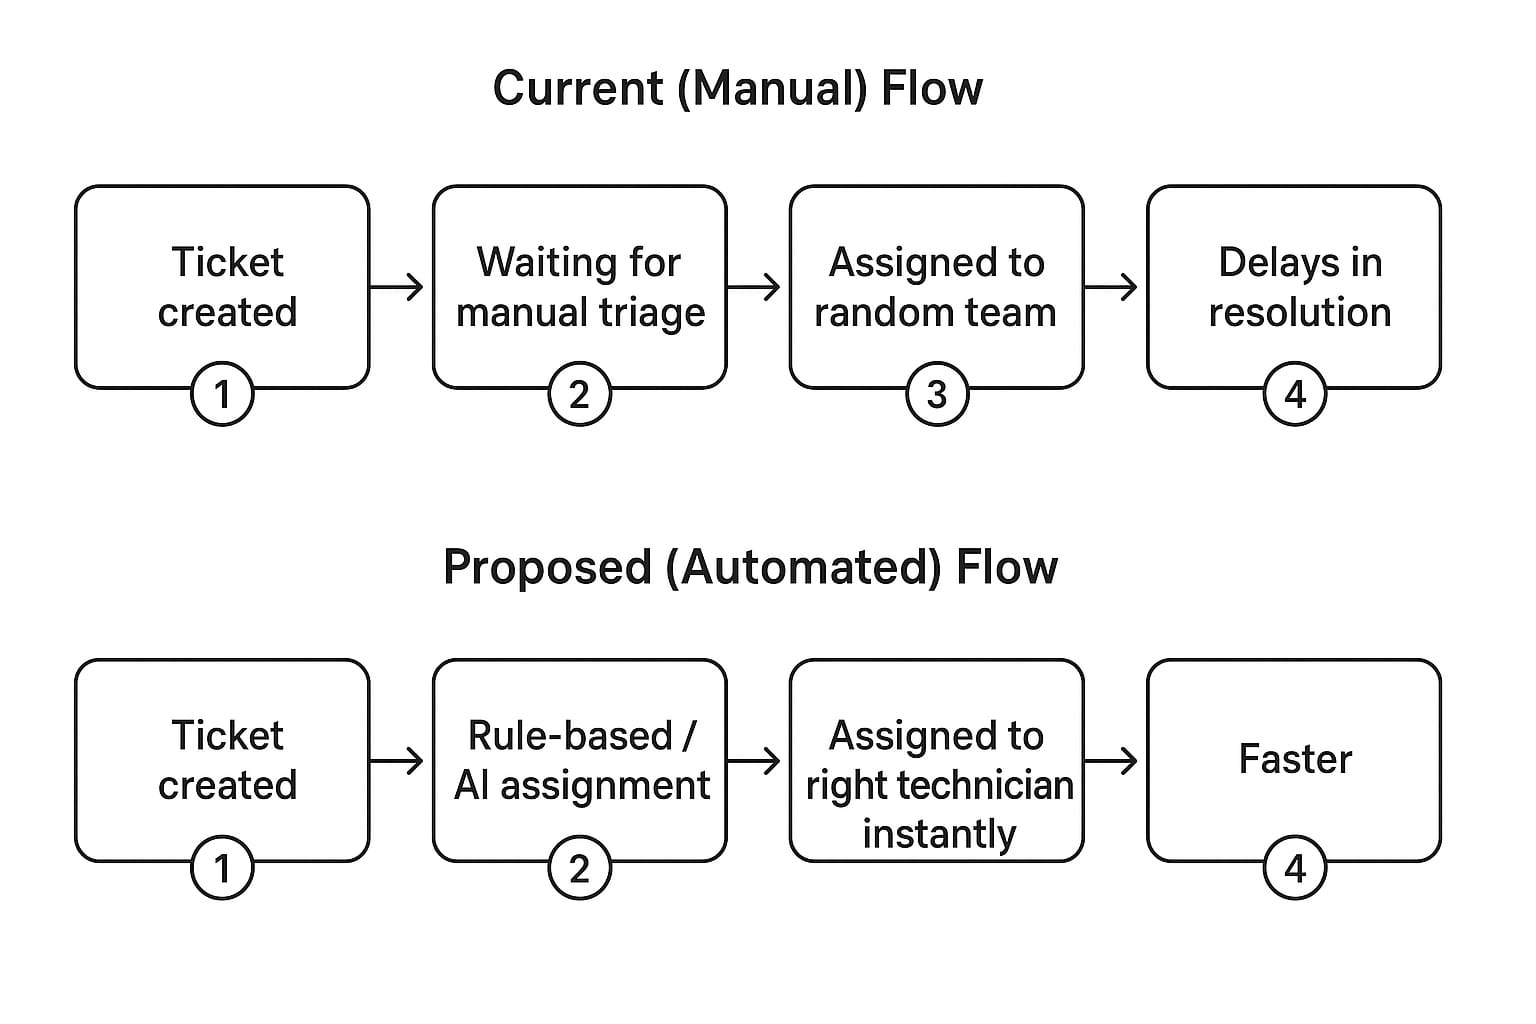 Current (Manual) Flow
Ticket
created
1
Waiting for
manual triage
2
Assigned to
random team
3
Delays in
resolution
4
Proposed (Automated) Flow
Ticket
created
1
Rule-based /
AI assignment
2
Assigned to
right technician
instantly
Faster
4